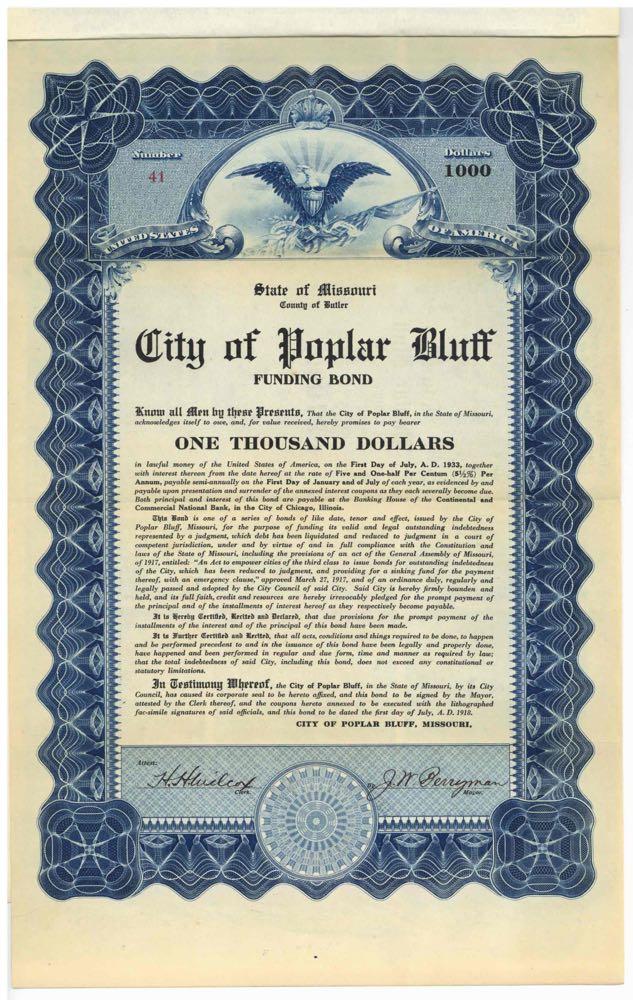 Number
41
Dollars
1000
UNITED STATES
OF AMERICA
State of Missouri
County of Butler
City of Poplar Bluff
FUNDING BOND
Know all Men by these Presents, That the City of Poplar Bluff, in the State of Missouri,
acknowledges itself to owe, and, for value received, hereby promises to pay bearer
ONE THOUSAND DOLLARS
in lawful money of the United States of America, on the First Day of July, A. D. 1933, together
with interest thereon from the date hereof at the rate of Five and One-half Per Centum (5½%) Per
Annum, payable semi-annually on the First Day of January and of July of each year, as evidenced by and
payable upon presentation and surrender of the annexed interest coupons as they each severally become due.
Both principal and interest of this bond are payable at the Banking House of the Continental and
Commercial National Bank, in the City of Chicago, Illinois.
This Bond is one of a series of bonds of like date, tenor and effect, issued by the City of
Poplar Bluff, Missouri, for the purpose of funding its valid and legal outstanding indebtedness
represented by a judgment, which debt has been liquidated and reduced to judgment in a court of
competent jurisdiction, under and by virtue of and in full compliance with the Constitution and
laws of the State of Missouri, including the provisions of an act of the General Assembly of Missouri,
of 1917, entitled: "An Act to empower cities of the third class to issue bonds for outstanding indebtedness
of the City, which has been reduced to judgment, and providing for a sinking fund for the payment
thereof, with an emergency clause," approved March 27, 1917, and of an ordinance duly, regularly and
legally passed and adopted by the City Council of said City. Said City is hereby firmly bounden and
held, and its full faith, credit and resources are hereby irrevocably pledged for the prompt payment of
the principal and of the installments of interest hereof as they respectively become payable.
It is Hereby Certified, Recited and Declared, that due provisions for the prompt payment of the
installments of the interest and of the principal of this bond have been made.
It is Further Certified and Recited, that all acts, conditions and things required to be done, to happen
and be performed precedent to and in the issuance of this bond have been legally and properly done,
have happened and been performed in regular and due form, time and manner as required by law;
that the total indebtedness of said City, including this bond, does not exceed any constitutional or
statutory limitations.
In Testimony Whereof, the City of Poplar Bluff, in the State of Missouri, by its City
Council, has caused its corporate seal to be hereto affixed, and this bond to be signed by the Mayor,
attested by the Clerk thereof, and the coupons hereto annexed to be executed with the lithographed
fac-simile signatures of said officials, and this bond to be dated the first day of July, A. D. 1918.
CITY OF POPLAR BLUFF, MISSOURI,
Attest:
H. H. Wilcox
Clerk.
By J. W. Berryman
Mayor.